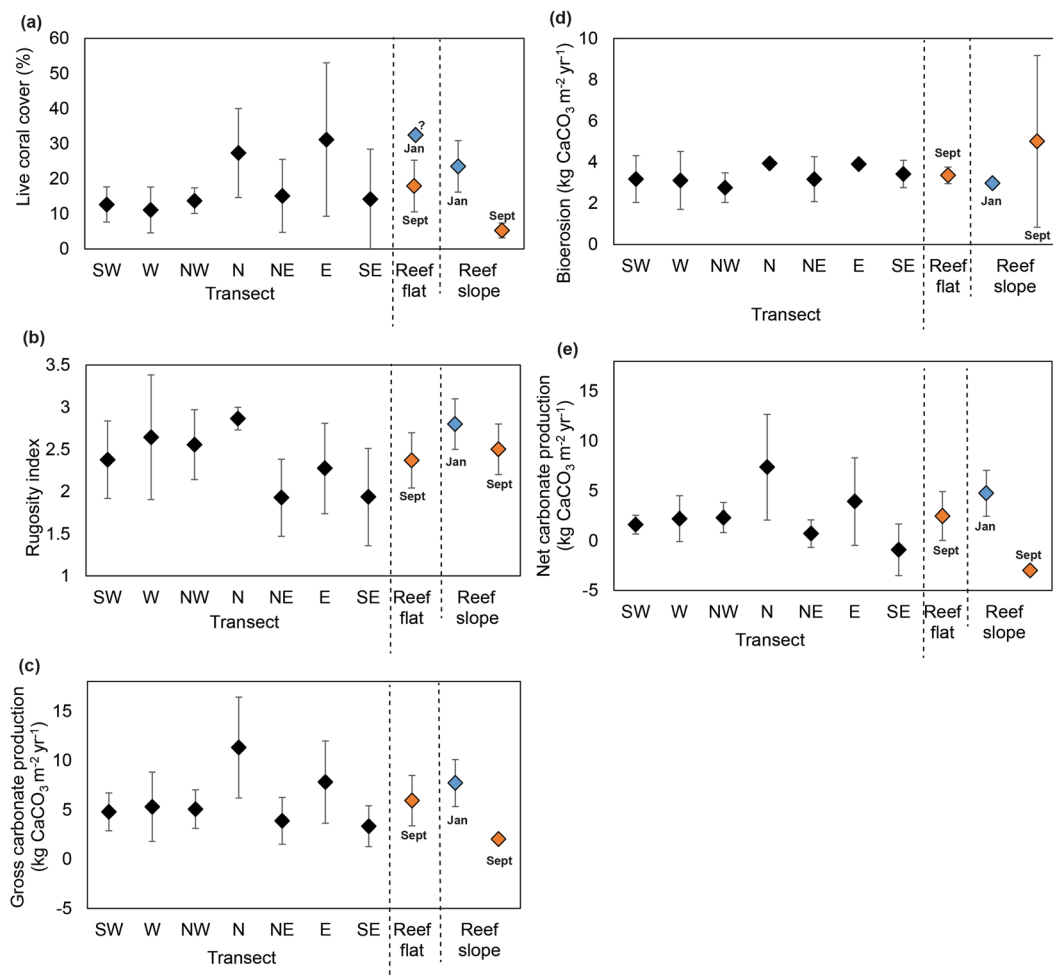 (a)
Live coral cover (%)
60
50
40
30
20
10
0
?
Jan
Sept
Jan
Sept
SW W NW N NE E SE Reef flat Reef slope
Transect
(b)
Rugosity index
3.5
3
2.5
2
1.5
1
Sept
Jan
Sept
SW W NW N NE E SE Reef flat Reef slope
Transect
(c)
Gross carbonate production
(kg CaCO₃ m⁻² yr⁻¹)
15
10
5
0
-5
Sept
Jan
Sept
SW W NW N NE E SE Reef flat Reef slope
Transect
(d)
Bioerosion (kg CaCO₃ m⁻² yr⁻¹)
10
8
6
4
2
0
Sept
Jan
Sept
SW W NW N NE E SE Reef flat Reef slope
Transect
(e)
Net carbonate production
(kg CaCO₃ m⁻² yr⁻¹)
15
10
5
0
-5
Sept
Jan
Sept
SW W NW N NE E SE Reef flat Reef slope
Transect